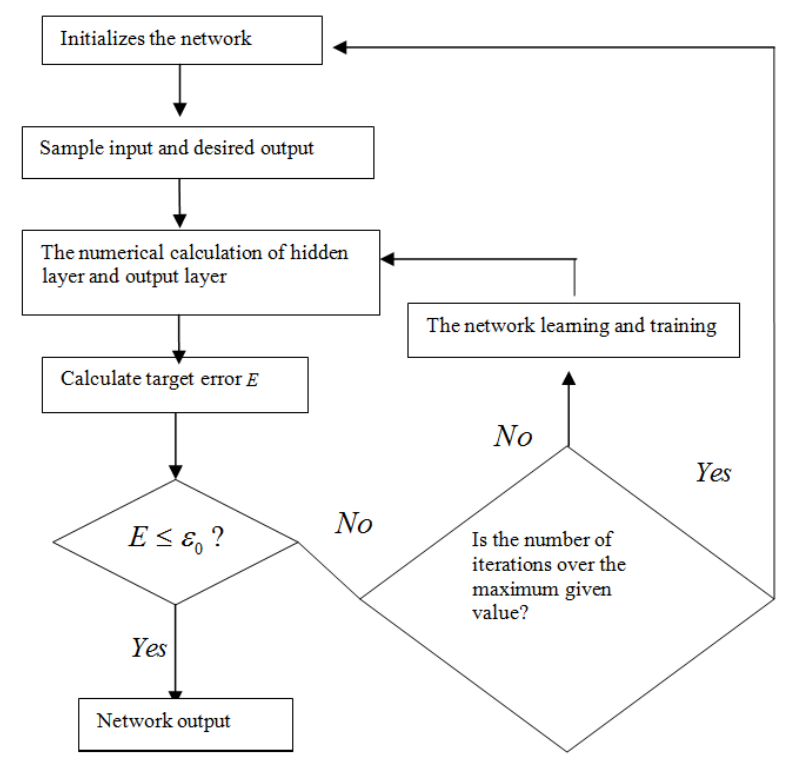 Initializes the network
Sample input and desired output
The numerical calculation of hidden
layer and output layer
The network learning and training
Calculate target error E
No
Yes
No
E ≤ ε₀ ?
Is the number of
iterations over the
maximum given
value?
Yes
Network output